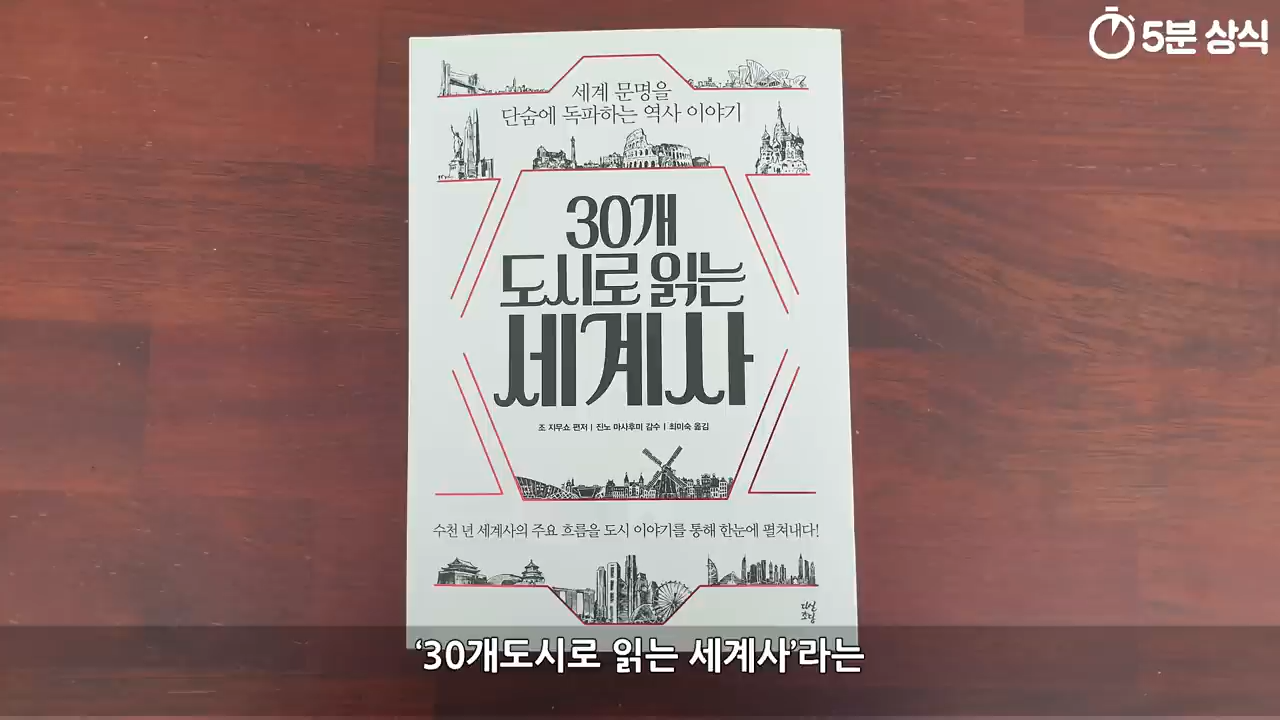 5분 상식
세계 문명을
단숨에 독파하는 역사 이야기
30개
도시로 읽는
세계사
조 지무쇼 편저 | 진노 마사후미 감수 | 최미숙 옮김
수천 년 세계사의 주요 흐름을 도시 이야기를 통해 한눈에 펼쳐내다!
다산
초당
‘30개도시로 읽는 세계사’라는